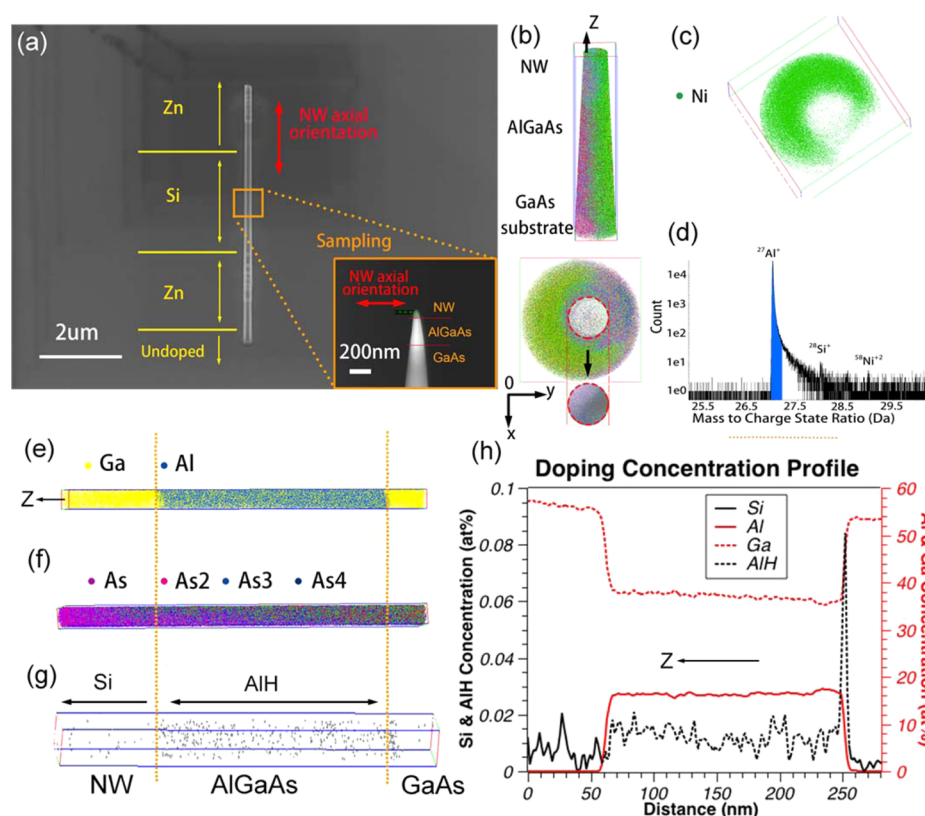 (a)
Zn
NW axial
orientation
Si
Sampling
Zn
2um
Undoped
NW axial
orientation
NW
AlGaAs
200nm
GaAs
(b)
Z
NW
AlGaAs
GaAs
substrate
0
y
x
(c)
Ni
(d)
27Al+
1e4
1e3
1e2
1e1
1e0
Count
28Si+
58Ni+2
25.5 26.5 27.5 28.5 29.5
Mass to Charge State Ratio (Da)
(e)
Ga Al
Z
(f)
As As2 As3 As4
(g)
Si AlH
NW AlGaAs GaAs
(h)
Doping Concentration Profile
Si & AlH Concentration (at%)
0.1
0.08
0.06
0.04
0.02
0
Si
Al
Ga
AlH
Z
60
50
40
30
20
10
0
0 50 100 150 200 250
Distance (nm)